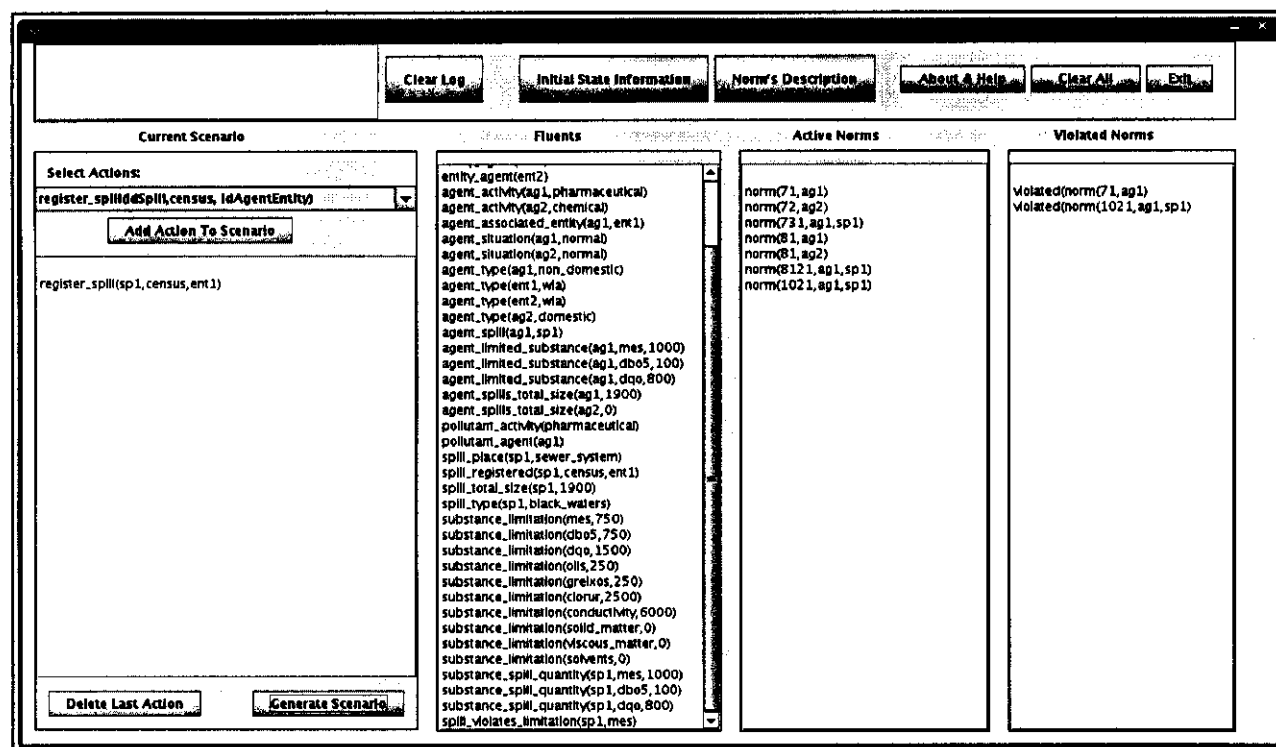 Clear Log
Initial State Information
Norm's Description
About & Help
Clear All
Exit
Current Scenario
Fluents
Active Norms
Violated Norms
Select Actions:
register_spill(idSpill,census, idAgentEntity)
Add Action To Scenario
register_spill(sp1,census,ent1)
Delete Last Action
Generate Scenario
entity_agent(ent2)
agent_activity(ag1,pharmaceutical)
agent_activity(ag2,chemical)
agent_associated_entity(ag1,ent1)
agent_situation(ag1,normal)
agent_situation(ag2,normal)
agent_type(ag1,non_domestic)
agent_type(ent1,wla)
agent_type(ent2,wla)
agent_type(ag2,domestic)
agent_spill(ag1,sp1)
agent_limited_substance(ag1,mes,1000)
agent_limited_substance(ag1,dbo5,100)
agent_limited_substance(ag1,dqo,800)
agent_spills_total_size(ag1,1900)
agent_spills_total_size(ag2,0)
pollutant_activity(pharmaceutical)
pollutant_agent(ag1)
spill_place(sp1,sewer_system)
spill_registered(sp1,census,ent1)
spill_total_size(sp1,1900)
spill_type(sp1,black_waters)
substance_limitation(mes,750)
substance_limitation(dbo5,750)
substance_limitation(dqo,1500)
substance_limitation(olis,250)
substance_limitation(greixos,250)
substance_limitation(clorur,2500)
substance_limitation(conductivity,6000)
substance_limitation(solid_matter,0)
substance_limitation(viscous_matter,0)
substance_limitation(solvents,0)
substance_spill_quantity(sp1,mes,1000)
substance_spill_quantity(sp1,dbo5,100)
substance_spill_quantity(sp1,dqo,800)
spill_violates_limitation(sp1,mes)
norm(71,ag1)
norm(72,ag2)
norm(731,ag1,sp1)
norm(81,ag1)
norm(81,ag2)
norm(8121,ag1,sp1)
norm(1021,ag1,sp1)
violated(norm(71,ag1)
violated(norm(1021,ag1,sp1)